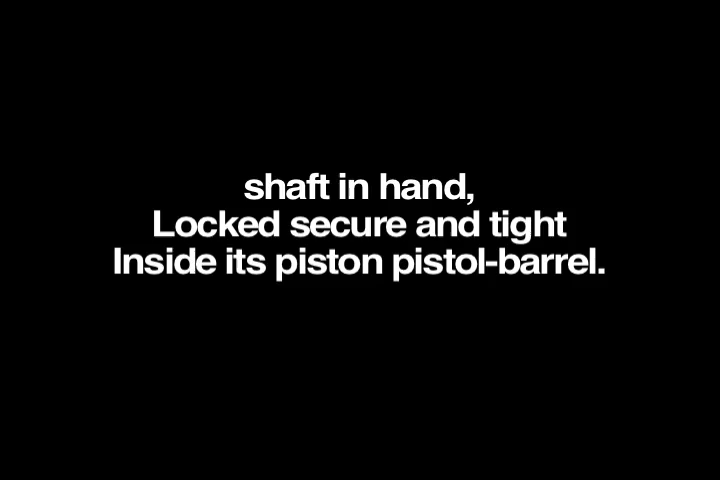 shaft in hand,
Locked secure and tight
Inside its piston pistol-barrel.